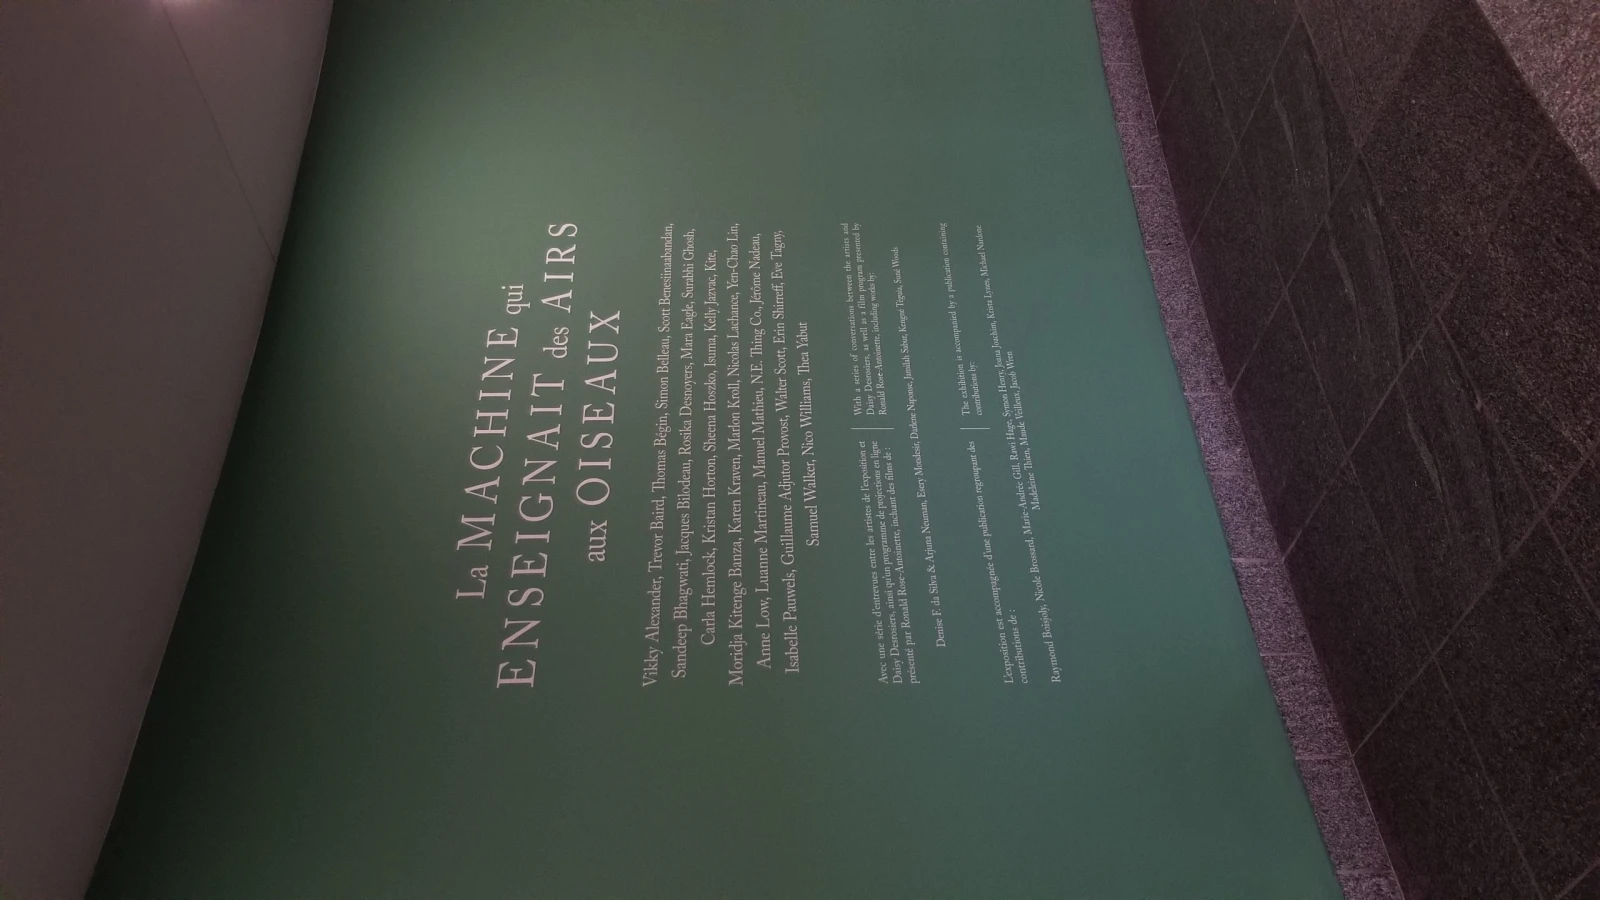 La MACHINE qui
ENSEIGNAIT des AIRS
aux OISEAUX
Vikky Alexander, Trevor Baird, Thomas Bégin, Simon Belleau, Scott Benesiinaabandan,
Sandeep Bhagwati, Jacques Bilodeau, Rosika Desnoyers, Mara Eagle, Surabhi Ghosh,
Carla Hemlock, Kristan Horton, Sheena Hoszko, Isuma, Kelly Jazvac, Kite,
Moridja Kitenge Banza, Karen Kraven, Marlon Kroll, Nicolas Lachance, Yen-Chao Lin,
Anne Low, Luanne Martineau, Manuel Mathieu, N.E. Thing Co., Jérôme Nadeau,
Isabelle Pauwels, Guillaume Adjutor Provost, Walter Scott, Erin Shirreff, Eve Tagny,
Samuel Walker, Nico Williams, Thea Yabut
Avec une série d'entrevues entre les artistes de l'exposition et
Daisy Desrosiers, ainsi qu'un programme de projections en ligne
présenté par Ronald Rose-Antoinette, incluant des films de :
With a series of conversations between the artists and
Daisy Desrosiers, as well as a film program presented by
Ronald Rose-Antoinette, including works by:
Denise F. da Silva & Arjuna Neuman, Esery Mondesir, Darlene Naponse, Jamilah Sabur, Kengné Téguia, Suné Woods
L'exposition est accompagnée d'une publication regroupant des
contributions de :
The exhibition is accompanied by a publication containing
contributions by:
Raymond Boisjoly, Nicole Brossard, Marie-Andrée Gill, Rawi Hage, Symon Henry, Joana Joachim, Krista Lynes, Michael Nardone
Madeleine Thien, Maude Veilleux, Jacob Wren